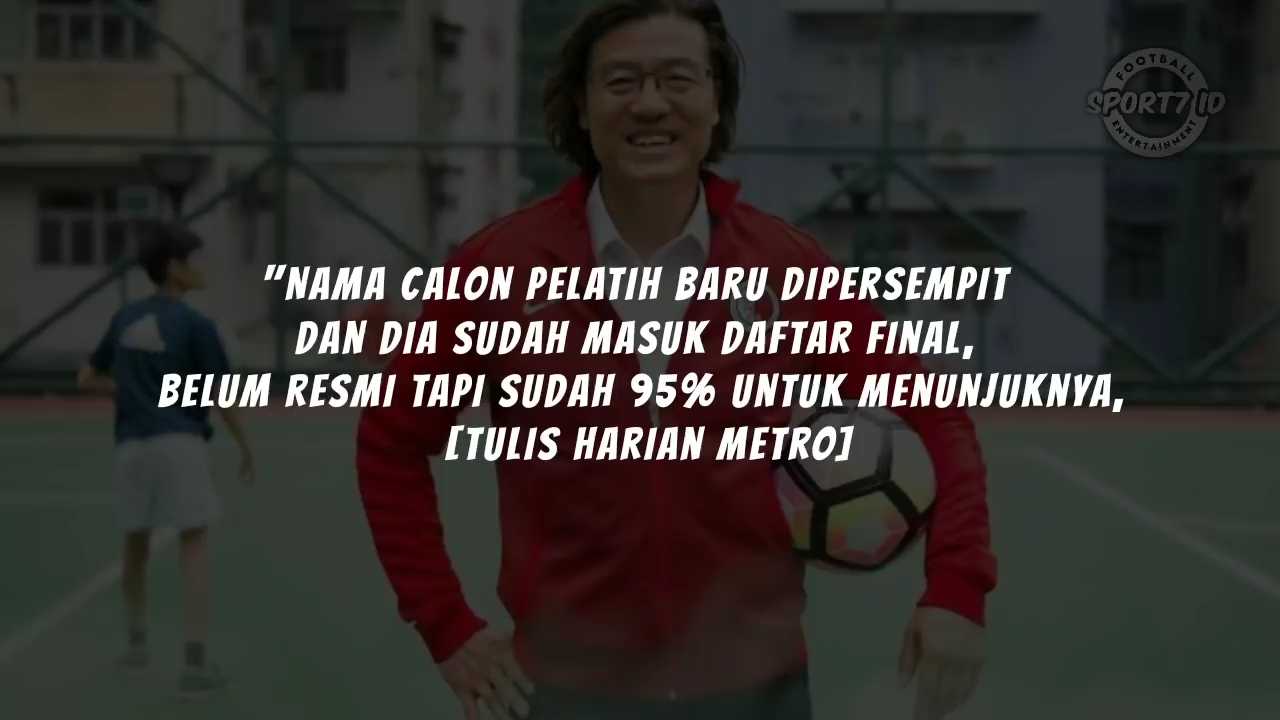 FOOTBALL
SPORT7 ID
ENTERTAINMENT
"NAMA CALON PELATIH BARU DIPERSEMPIT
DAN DIA SUDAH MASUK DAFTAR FINAL,
BELUM RESMI TAPI SUDAH 95% UNTUK MENUNJUKNYA,
[TULIS HARIAN METRO]